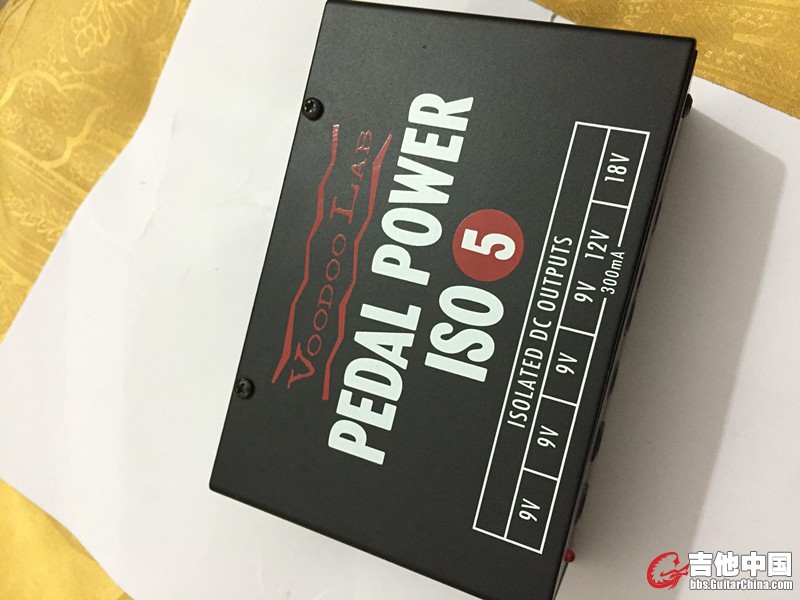 VOODOO LAB
PEDAL POWER
ISO 5
ISOLATED DC OUTPUTS
9V 9V 9V 9V 12V 18V
300mA
吉他中国
bbs.GuitarChina.com